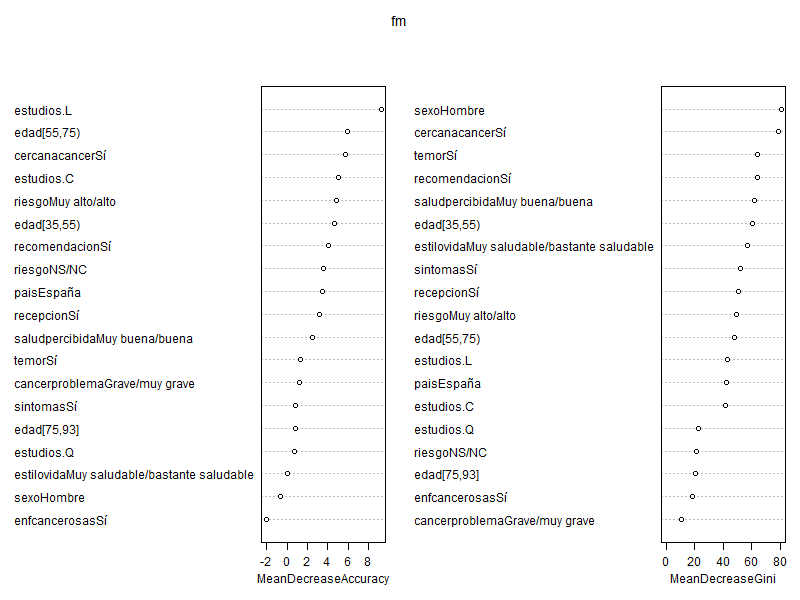 fm
estudios.L
edad[55,75)
cercanacancerSí
estudios.C
riesgoMuy alto/alto
edad[35,55)
recomendacionSí
riesgoNS/NC
paisEspaña
recepcionSí
saludpercibidaMuy buena/buena
temorSí
cancerproblemaGrave/muy grave
sintomasSí
edad[75,93]
estudios.Q
estilovidaMuy saludable/bastante saludable
sexoHombre
enfcancerosasSí
-2 0 2 4 6 8
MeanDecreaseAccuracy
sexoHombre
cercanacancerSí
temorSí
recomendacionSí
saludpercibidaMuy buena/buena
edad[35,55)
estilovidaMuy saludable/bastante saludable
sintomasSí
recepcionSí
riesgoMuy alto/alto
edad[55,75)
estudios.L
paisEspaña
estudios.C
estudios.Q
riesgoNS/NC
edad[75,93]
enfcancerosasSí
cancerproblemaGrave/muy grave
0 20 40 60 80
MeanDecreaseGini